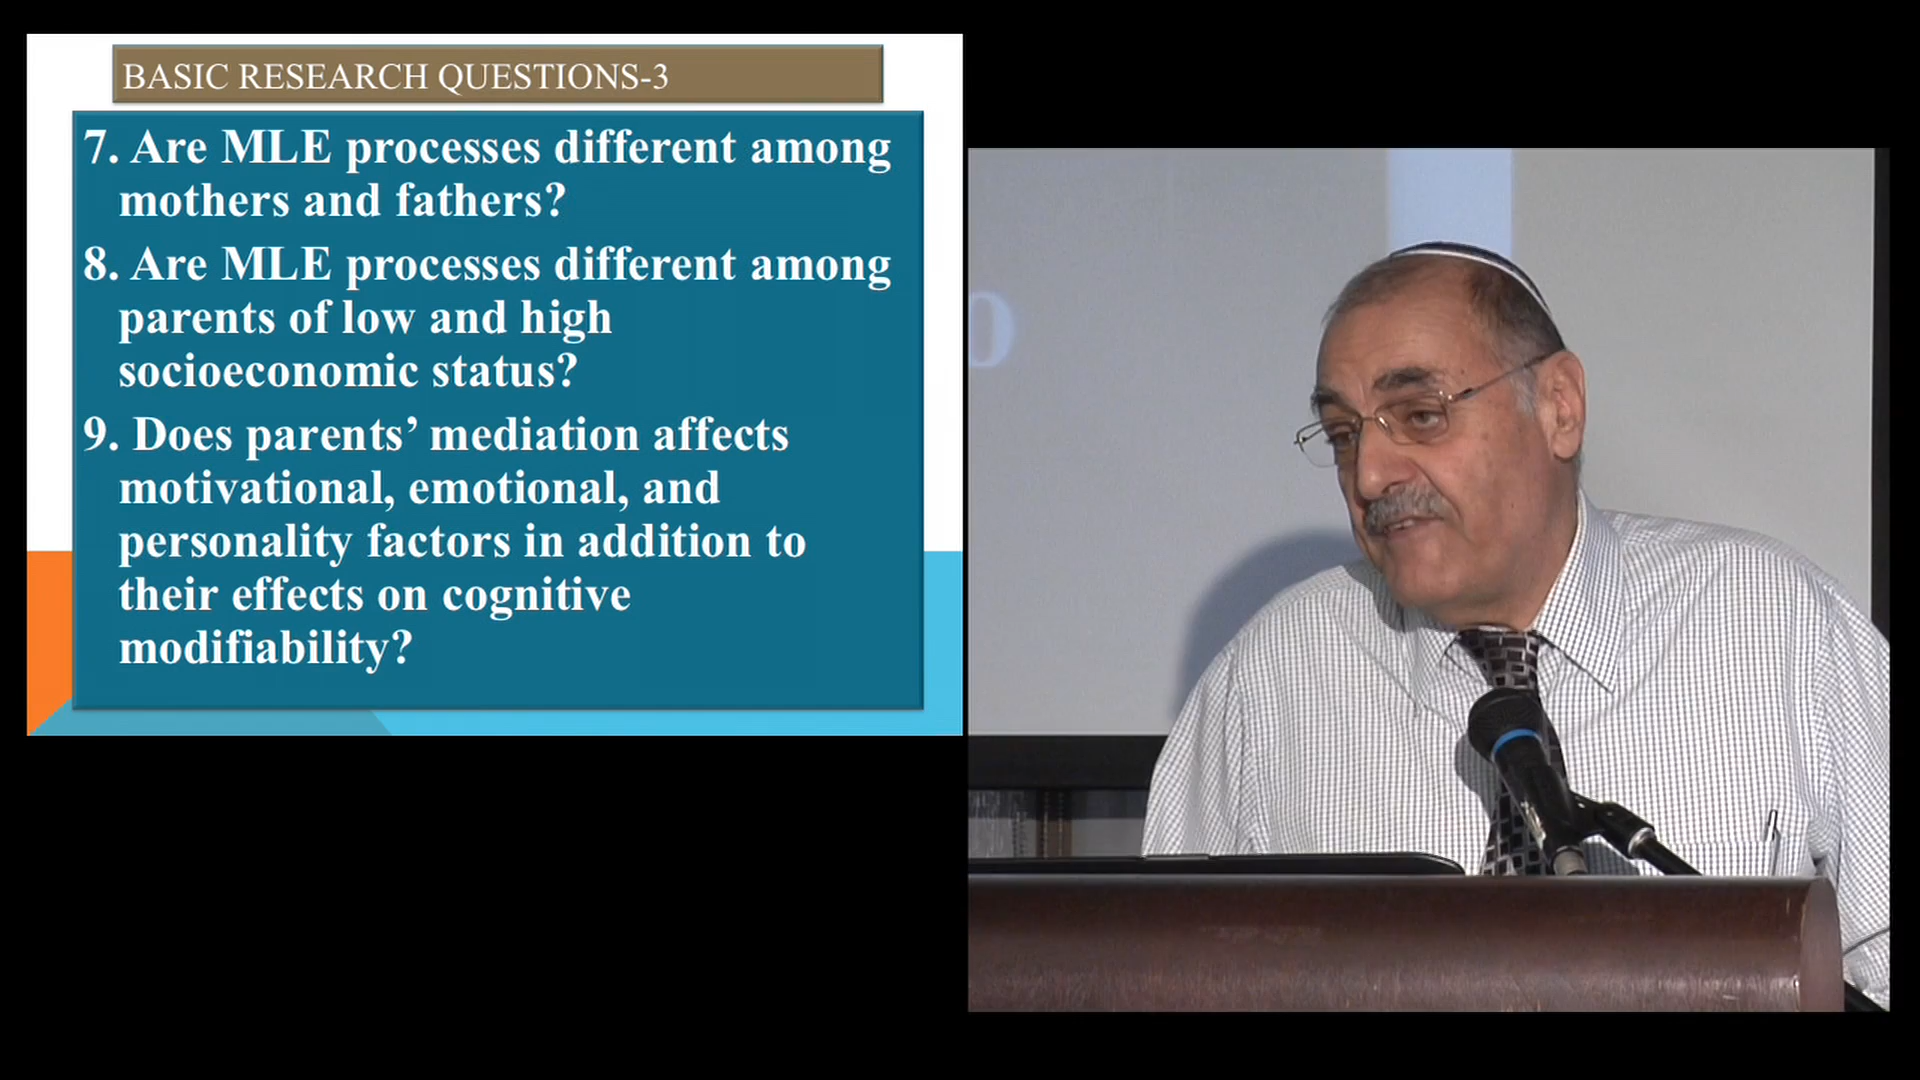 BASIC RESEARCH QUESTIONS-3
7. Are MLE processes different among
mothers and fathers?
8. Are MLE processes different among
parents of low and high
socioeconomic status?
9. Does parents’ mediation affects
motivational, emotional, and
personality factors in addition to
their effects on cognitive
modifiability?